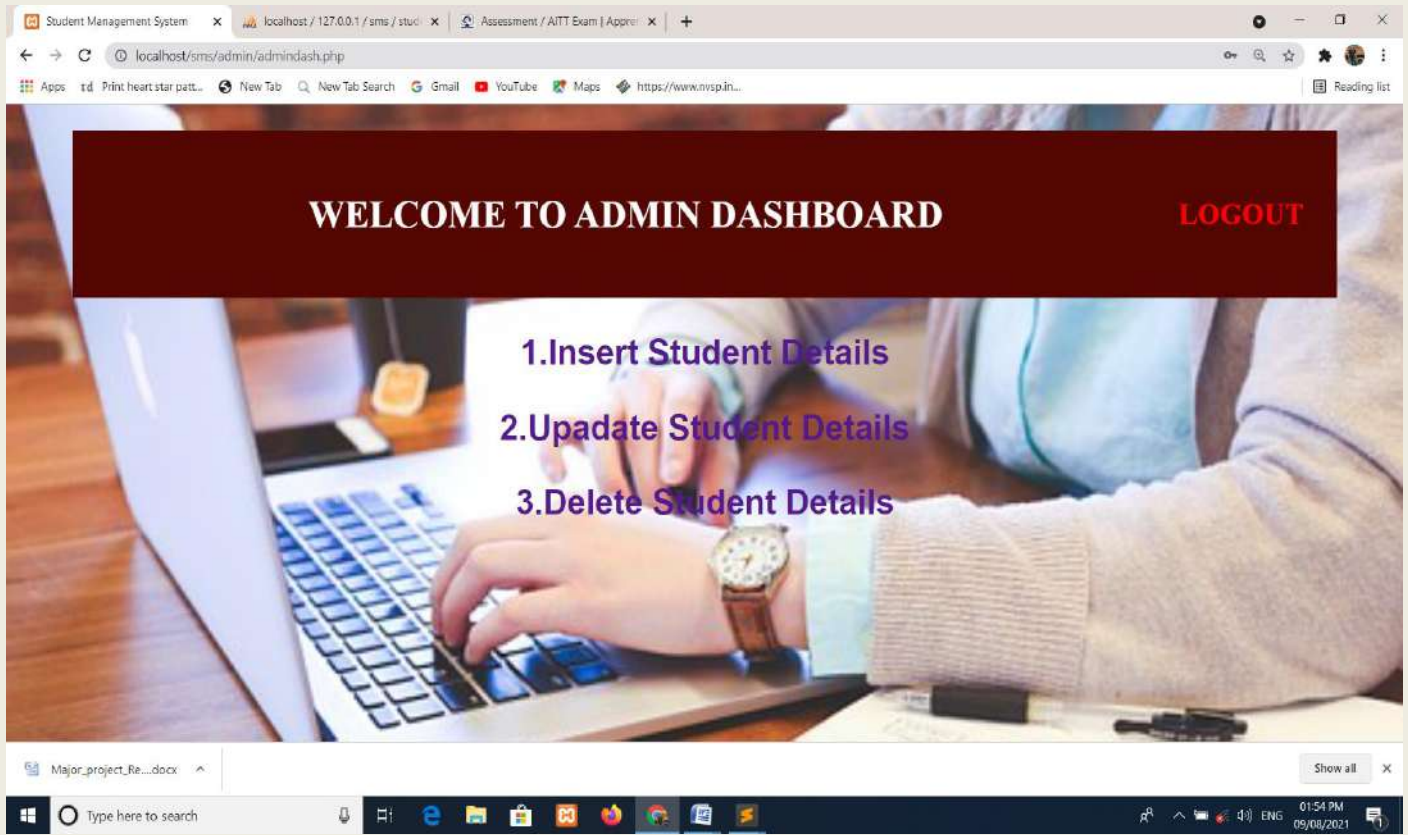 Student Management System
localhost / 127.0.0.1 / sms / stud
Assessment / AITT Exam | Appre
localhost/sms/admin/admindash.php
Apps
td Print heart star patt...
New Tab
New Tab Search
G Gmail
YouTube
Maps
https://www.nvsp.in...
Reading list
WELCOME TO ADMIN DASHBOARD
LOGOUT
1.Insert Student Details
2.Upadate Student Details
3.Delete Student Details
Major_project_Re....docx
Show all
Type here to search
ENG
01:54 PM
09/08/2021